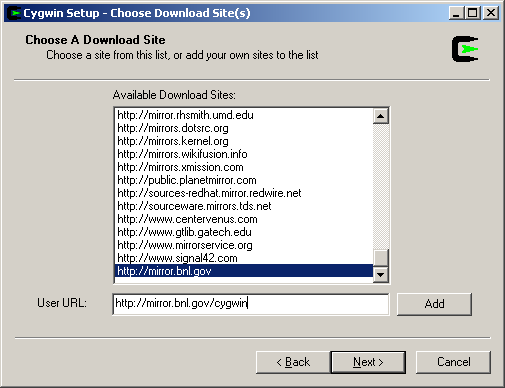 Cygwin Setup - Choose Download Site(s)
Choose A Download Site
Choose a site from this list, or add your own sites to the list
Available Download Sites:
http://mirror.rhsmith.umd.edu
http://mirrors.dotsrc.org
http://mirrors.kernel.org
http://mirrors.wikifusion.info
http://mirrors.xmission.com
http://public.planetmirror.com
http://sources-redhat.mirror.redwire.net
http://sourceware.mirrors.tds.net
http://www.centervenus.com
http://www.gtlib.gatech.edu
http://www.mirrorservice.org
http://www.signal42.com
http://mirror.bnl.gov
User URL: http://mirror.bnl.gov/cygwin Add
< Back Next > Cancel